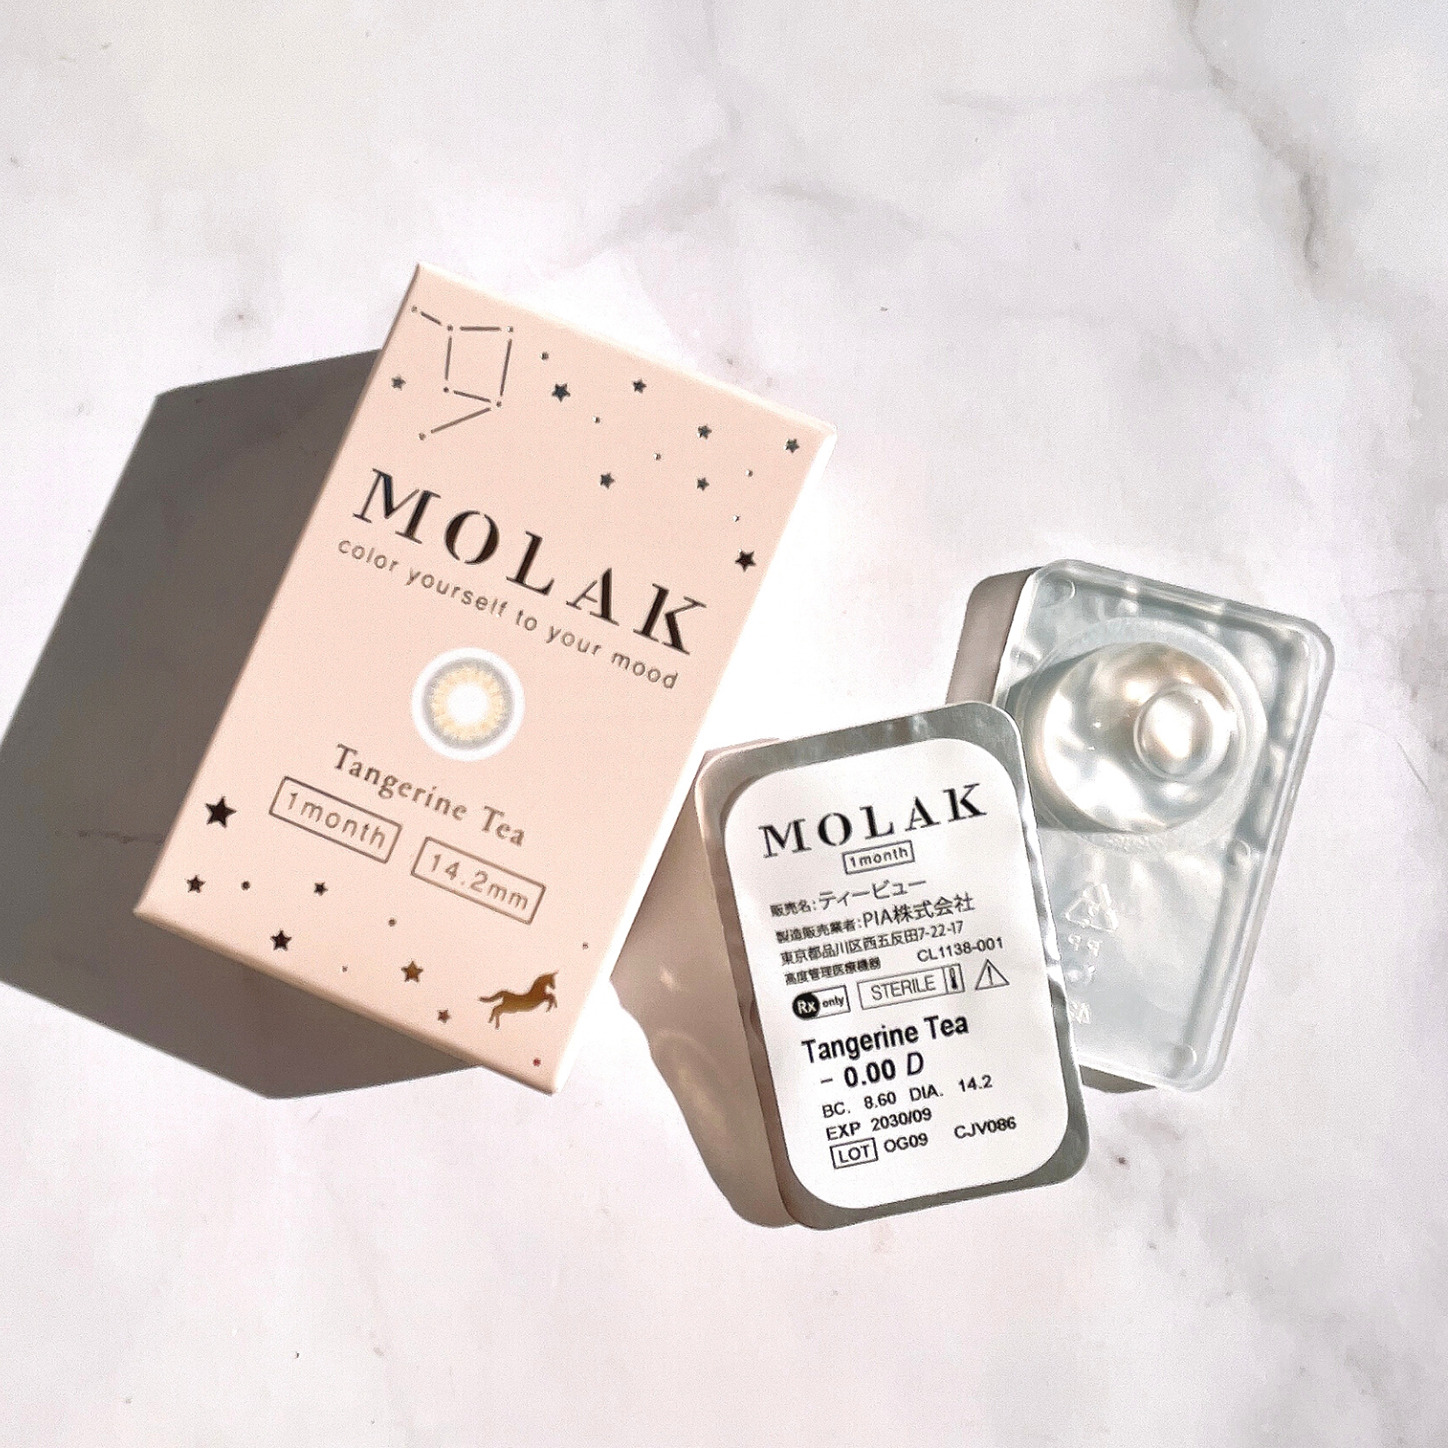 MOLAK
color yourself to your mood
Tangerine Tea
1month 14.2mm
MOLAK
1month
販売名:ティービュー
製造販売業者:PIA株式会社
東京都品川区西五反田7-22-17
高度管理医療機器 CL1138-001
Rx only STERILE
Tangerine Tea
- 0.00 D
BC. 8.60 DIA. 14.2
EXP 2030/09
LOT OG09 CJV086
PP